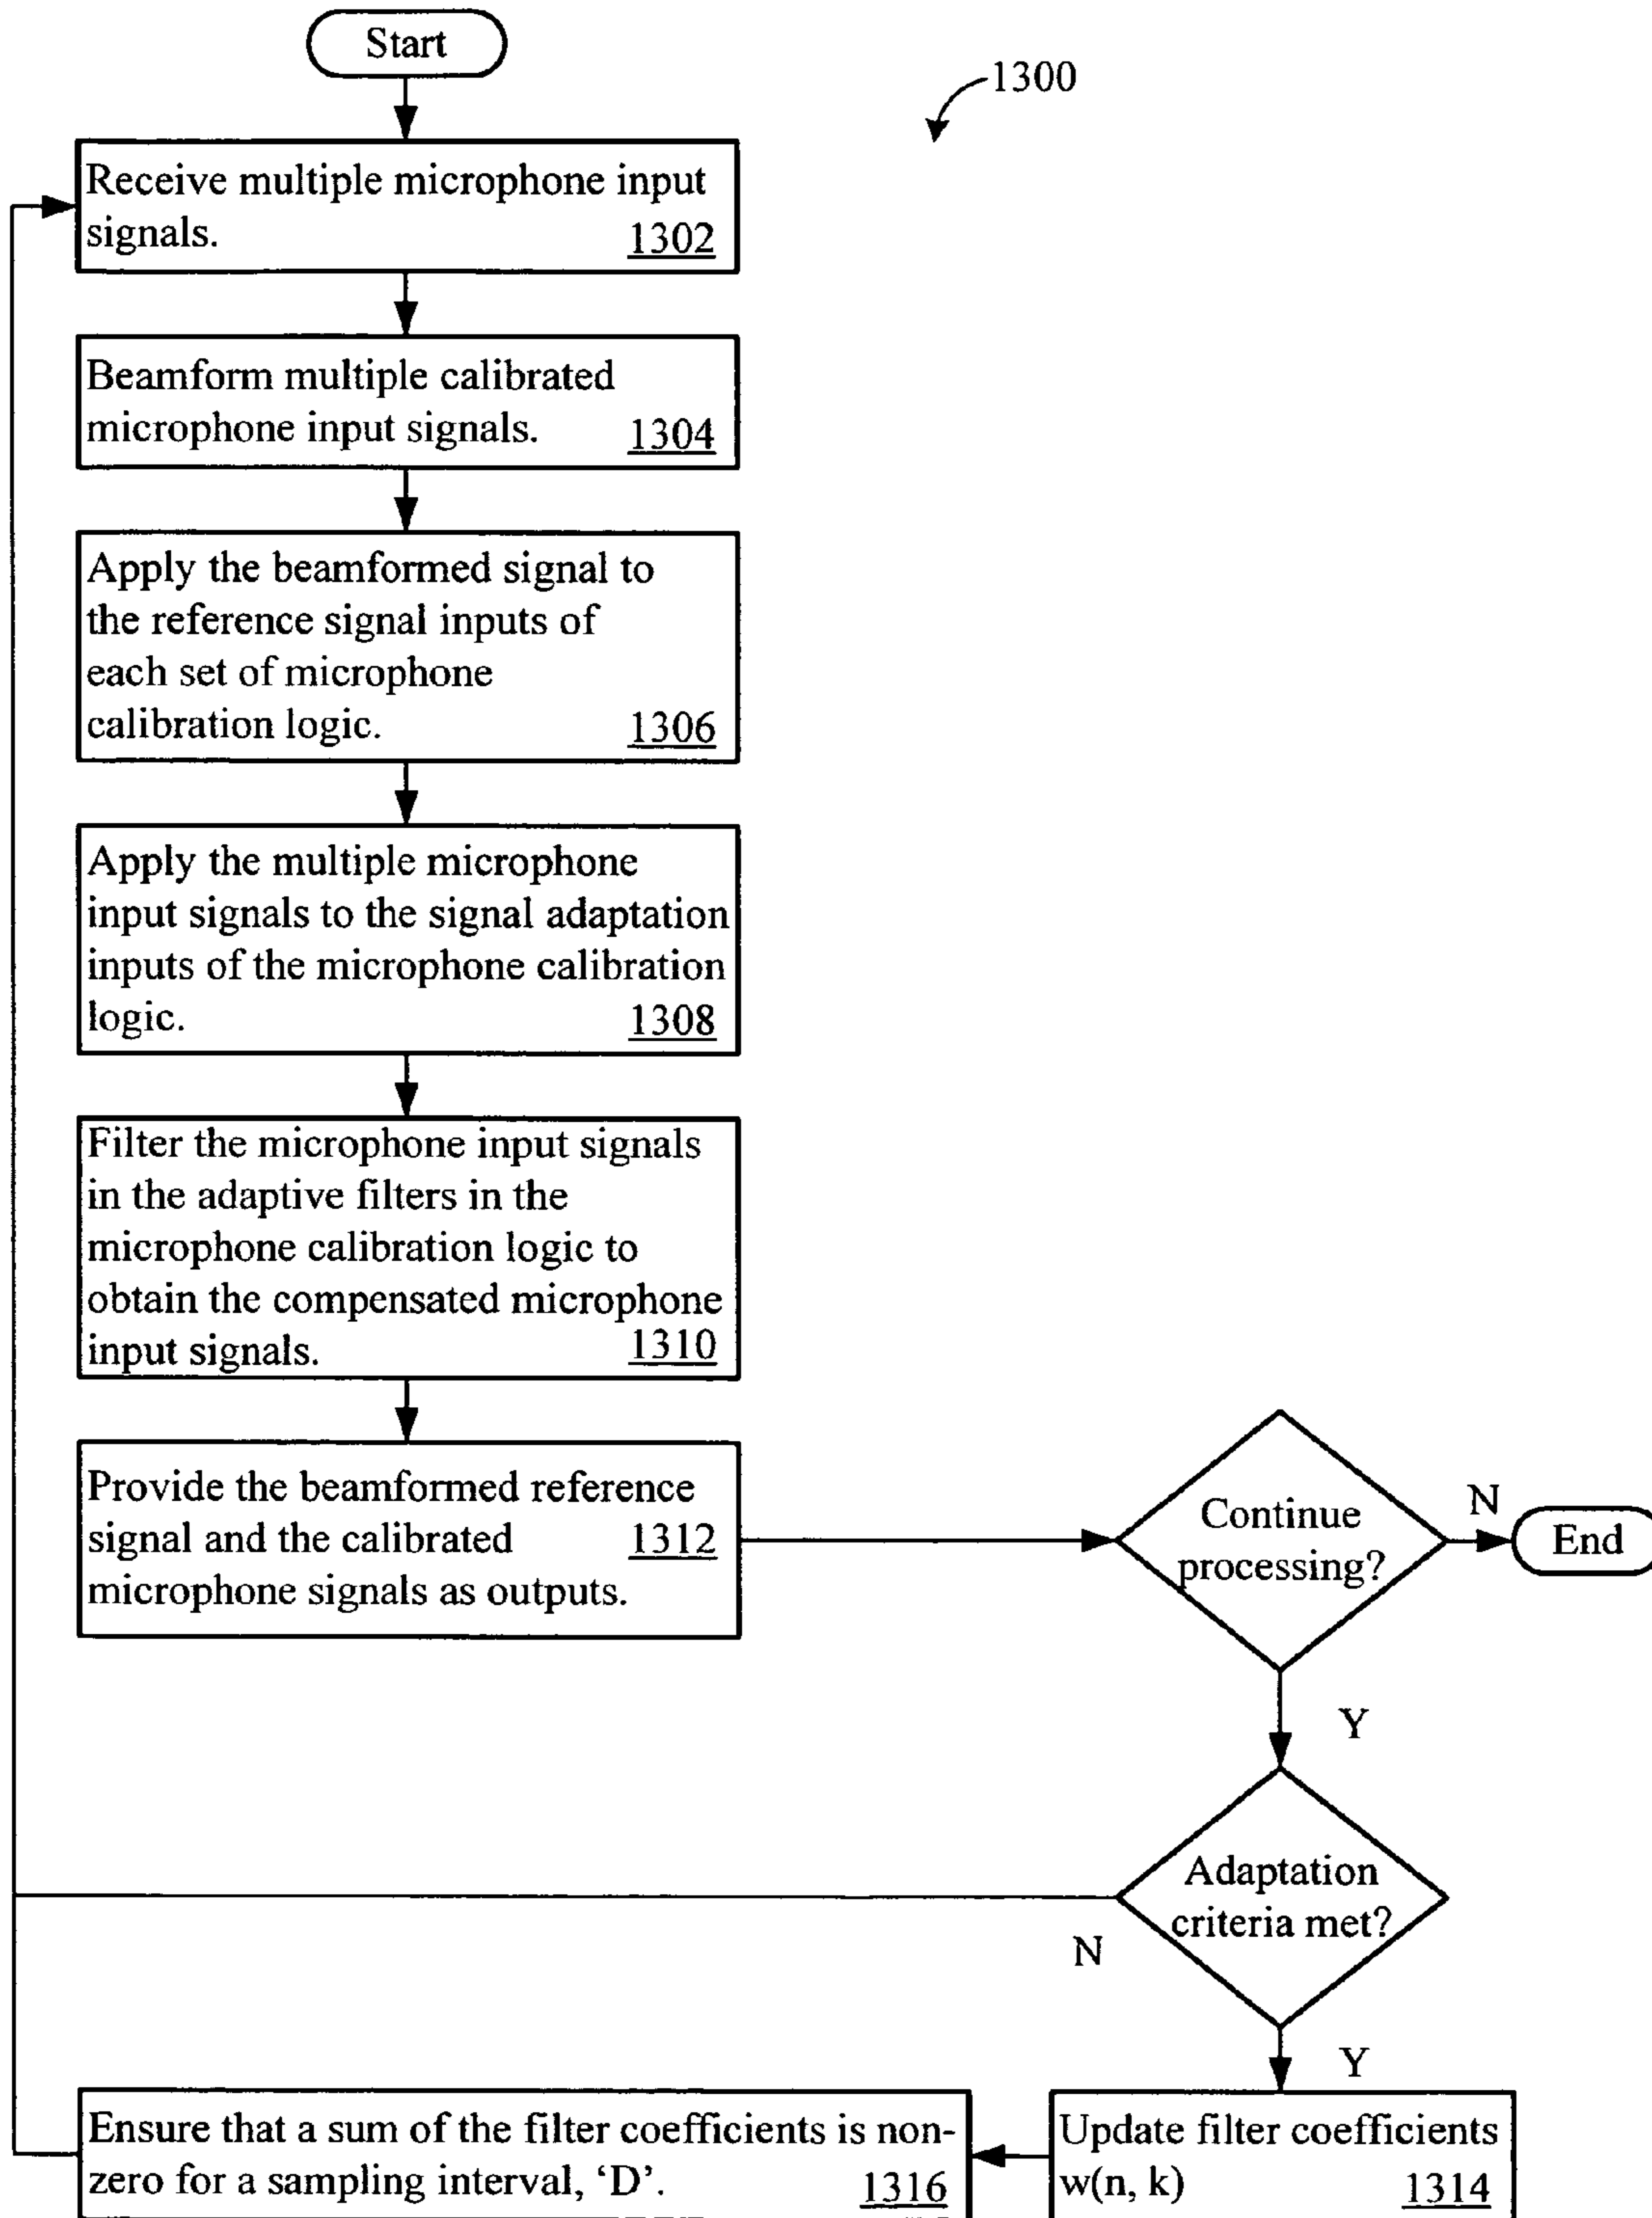 Start
1300
Receive multiple microphone input
signals. 1302
Beamform multiple calibrated
microphone input signals. 1304
Apply the beamformed signal to
the reference signal inputs of
each set of microphone
calibration logic. 1306
Apply the multiple microphone
input signals to the signal adaptation
inputs of the microphone calibration
logic. 1308
Filter the microphone input signals
in the adaptive filters in the
microphone calibration logic to
obtain the compensated microphone
input signals. 1310
Provide the beamformed reference
signal and the calibrated 1312
microphone signals as outputs.
Continue
processing?
N
End
Y
Adaptation
criteria met?
N
Y
Update filter coefficients
w(n, k) 1314
Ensure that a sum of the filter coefficients is non-
zero for a sampling interval, ‘D’. 1316